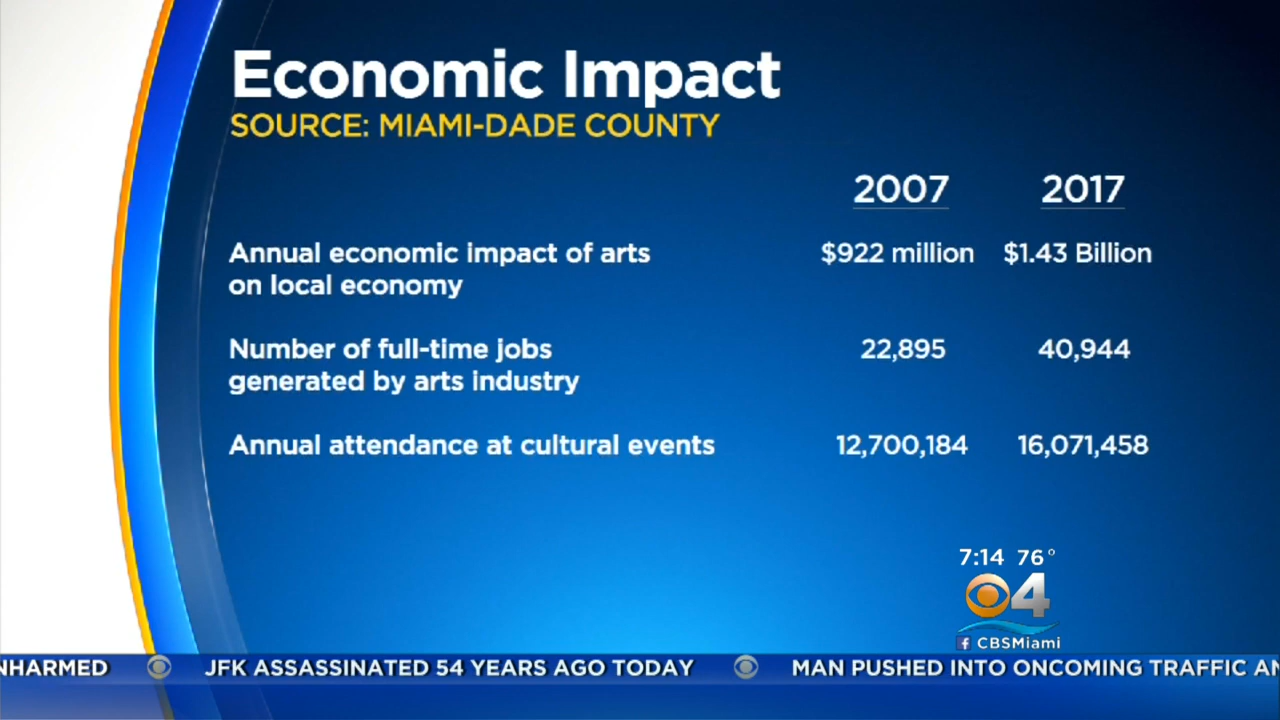 Economic Impact
SOURCE: MIAMI-DADE COUNTY
2007 2017
Annual economic impact of arts $922 million $1.43 Billion
on local economy
Number of full-time jobs 22,895 40,944
generated by arts industry
Annual attendance at cultural events 12,700,184 16,071,458
7:14 76°
4
f CBSMiami
NHARMED JFK ASSASSINATED 54 YEARS AGO TODAY MAN PUSHED INTO ONCOMING TRAFFIC AN